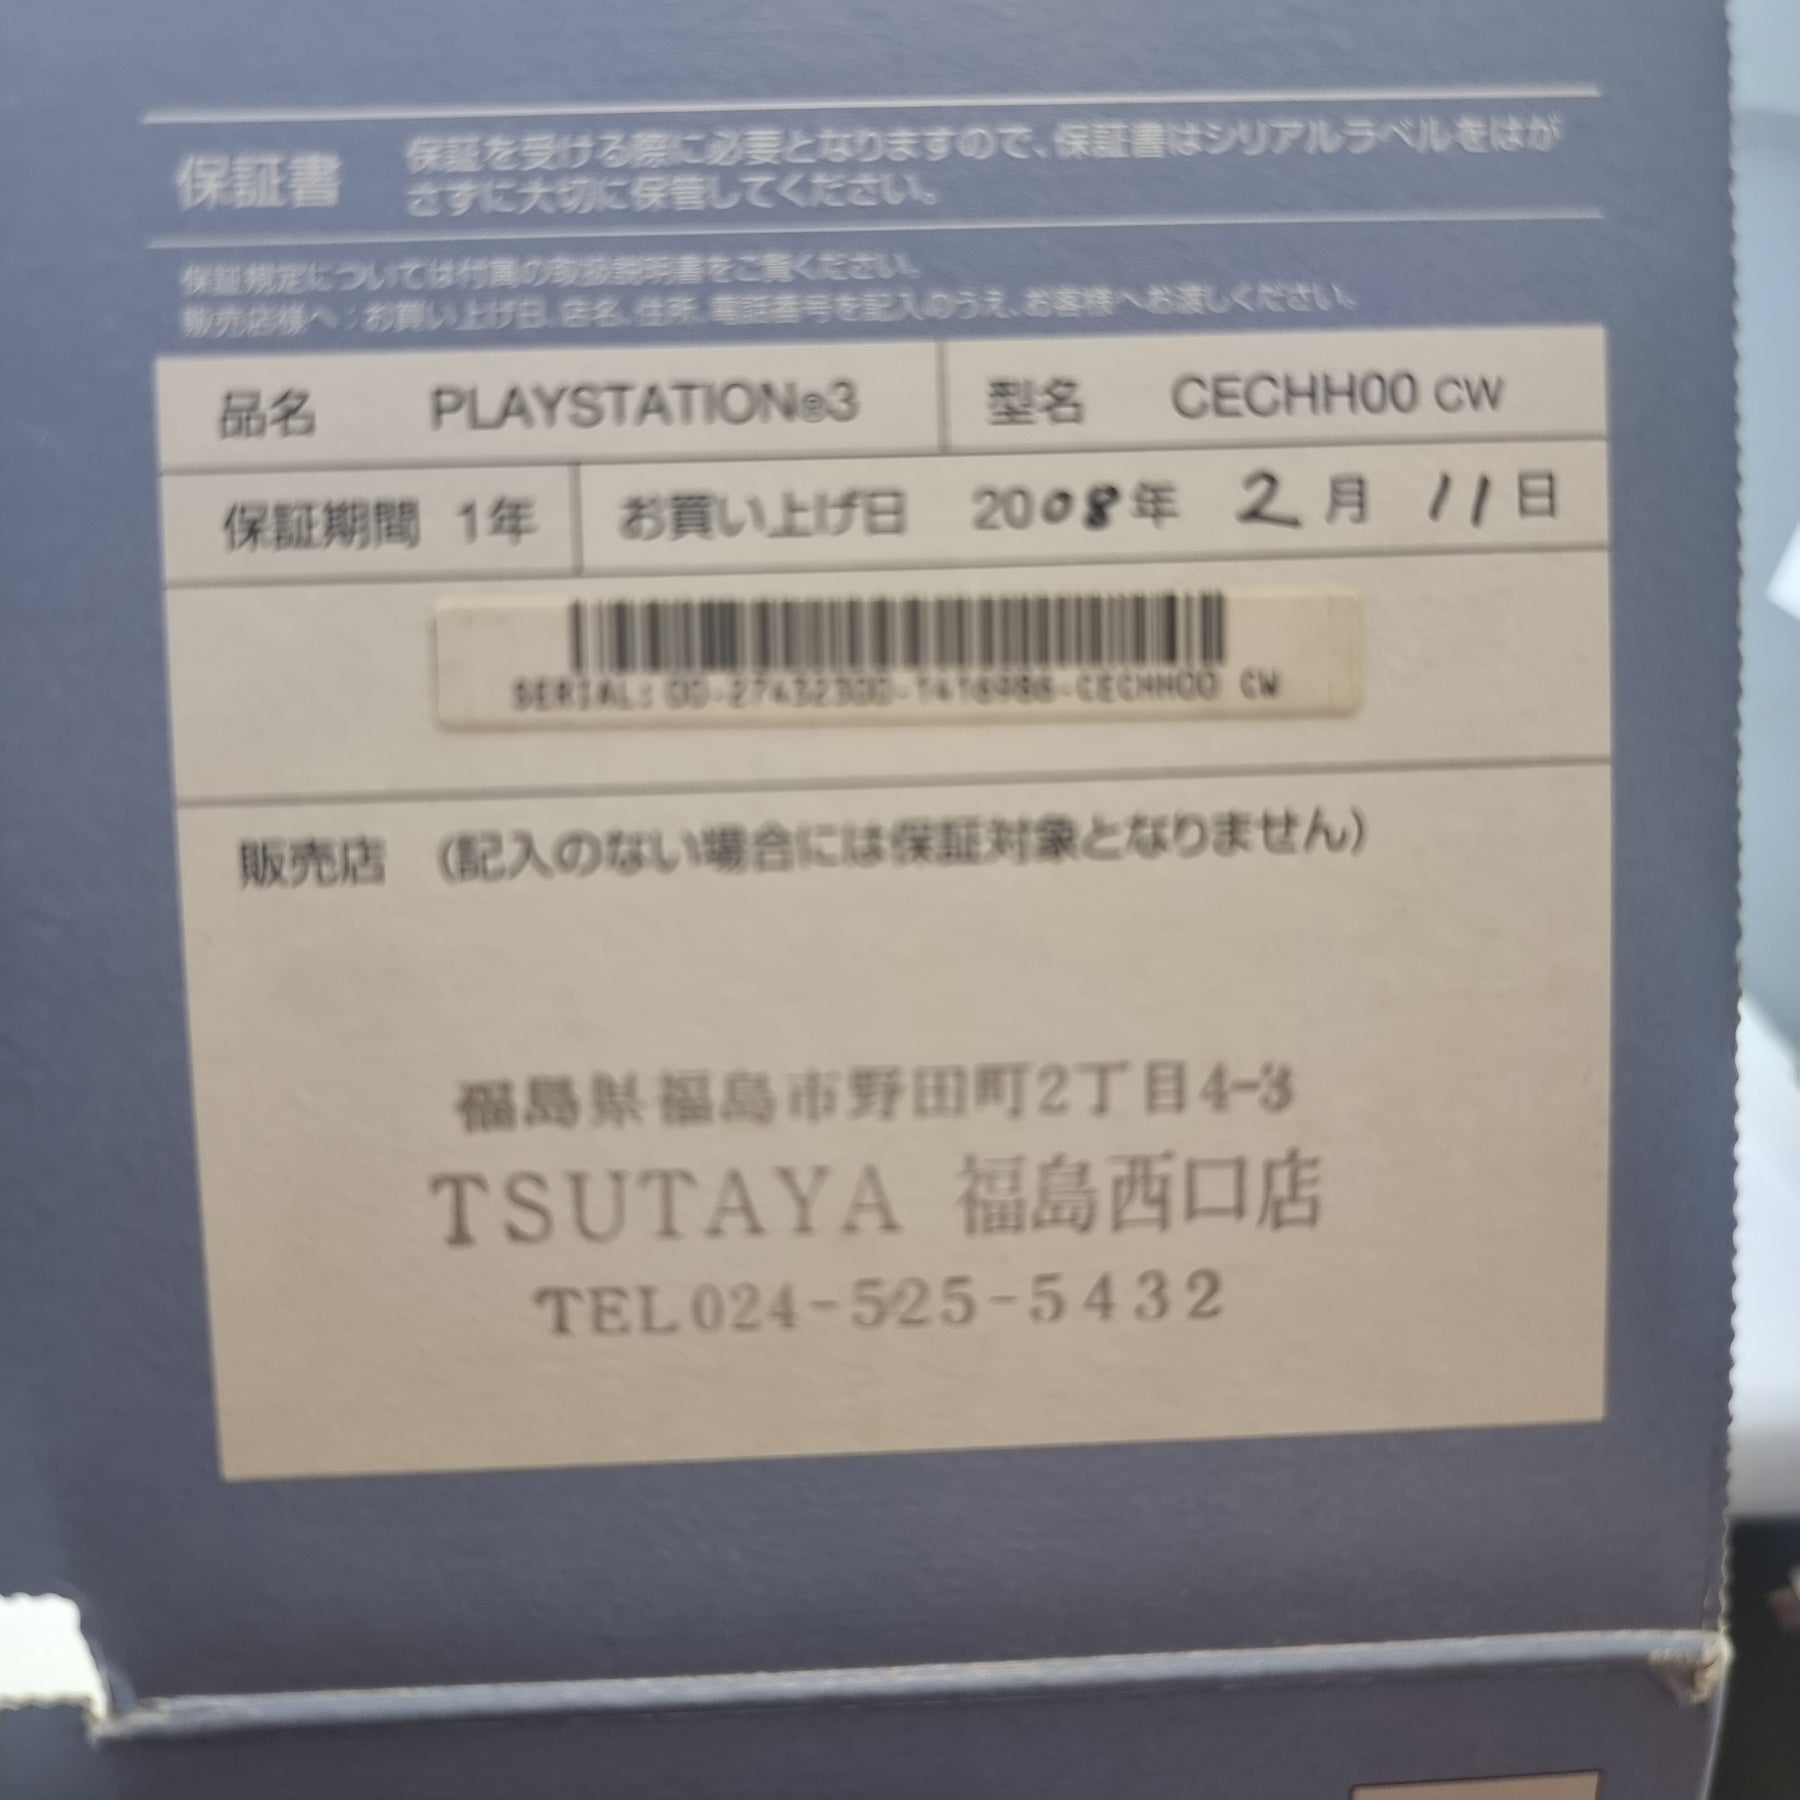 保証書
保証を受ける際に必要となりますので、保証書はシリアルラベルをはが
さずに大切に保管してください。
保証規定については付属の取扱説明書をご覧ください。
販売店様へ：お買い上げ日、店名、住所、電話番号を記入のうえ、お客様へお渡しください。
品名 PLAYSTATION®3 型名 CECHH00 CW
保証期間 1年 お買い上げ日 2008年 2月 11日
SERIAL: 00-27432300-1416986-CECHH00 CW
販売店 (記入のない場合には保証対象となりません)
福島県福島市野田町2丁目4-3
TSUTAYA 福島西口店
TEL024-525-5432